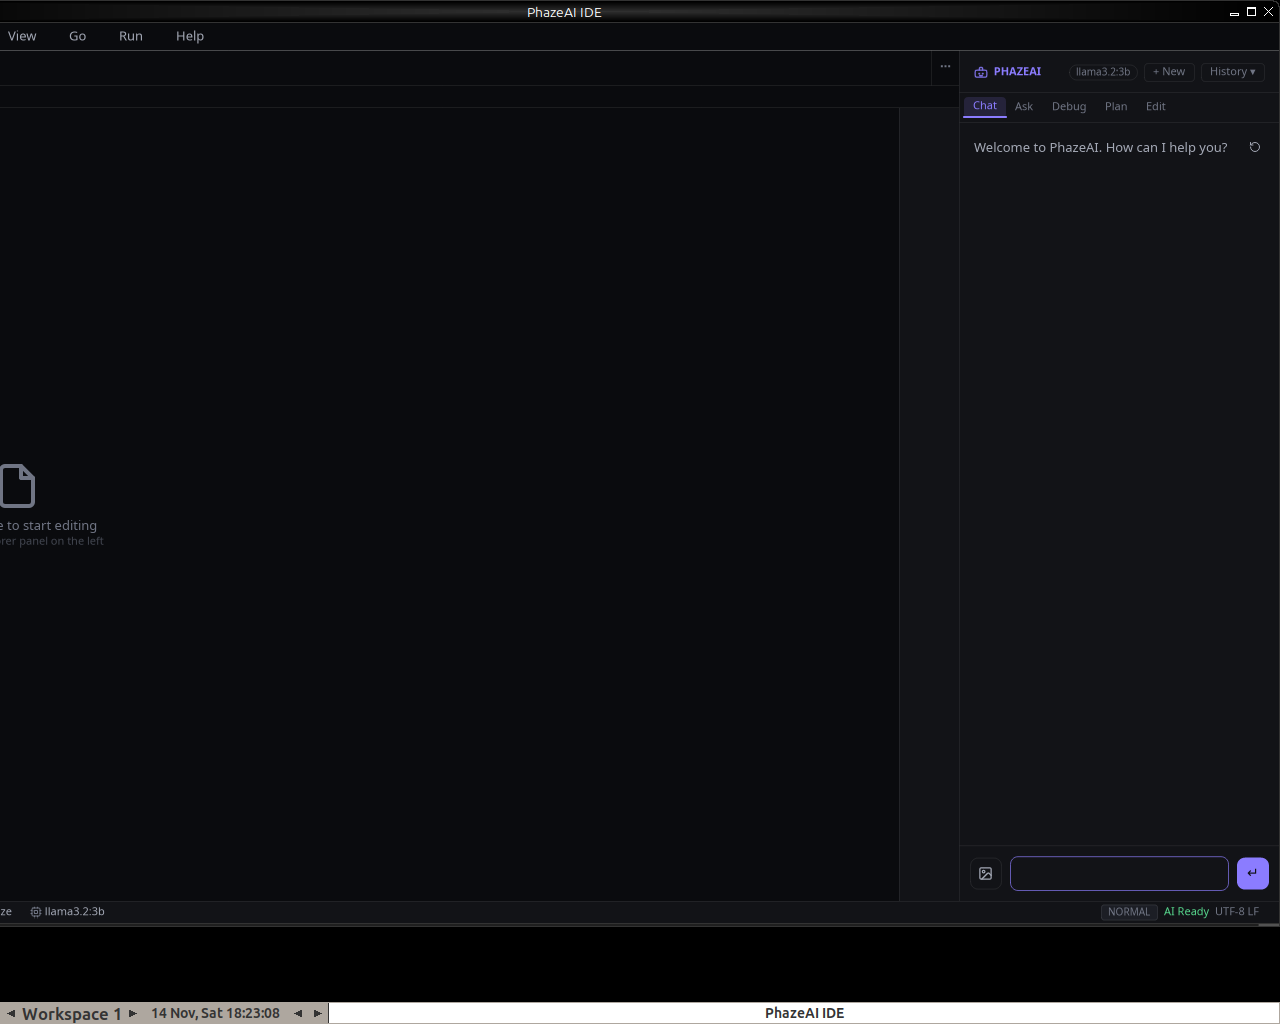 PhazeAI IDE
View Go Run Help
PHAZEAI llama3.2:3b + New History ▾
Chat Ask Debug Plan Edit
Welcome to PhazeAI. How can I help you?
e to start editing
rer panel on the left
ze llama3.2:3b NORMAL AI Ready UTF-8 LF
Workspace 1 14 Nov, Sat 18:23:08 PhazeAI IDE